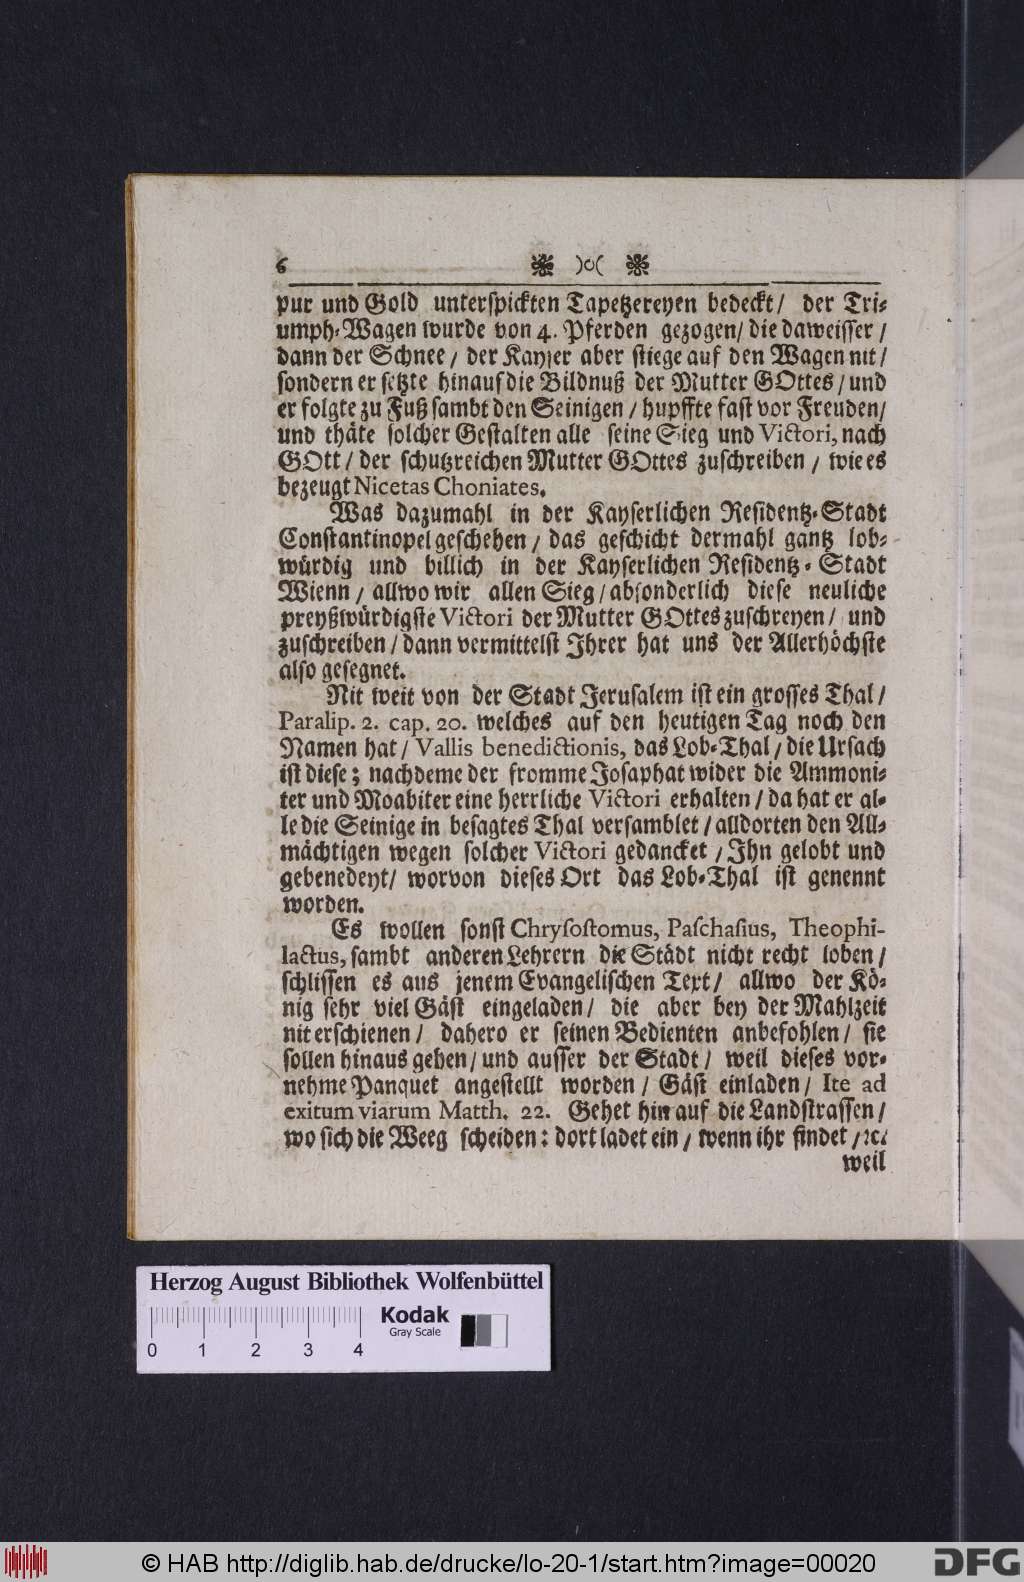 6 ❋ )o( ❋
pur und Gold unterspickten Tapetzereyen bedeckt / der Tri-
umph-Wagen wurde von 4. Pferden gezogen / die da weisser /
dann der Schnee / der Kayser aber stiege auf den Wagen nit /
sondern er setzte hinauf die Bildnuß der Mutter GOttes / und
er folgte zu Fuß sambt den Seinigen / hupffte fast vor Freuden /
und thäte solcher Gestalten alle seine Sieg und Victori, nach
GOtt / der schutzreichen Mutter GOttes zuschreiben / wie es
bezeugt Nicetas Choniates.
Was dazumahl in der Kayserlichen Residentz-Stadt
Constantinopel geschehen / das geschicht dermahl gantz lob-
würdig und billich in der Kayserlichen Residentz-Stadt
Wienn / allwo wir allen Sieg / absonderlich diese neuliche
preyßwürdigste Victori der Mutter GOttes zuschreyen / und
zuschreiben / dann vermittelst Ihrer hat uns der Allerhöchste
also gesegnet.
Nit weit von der Stadt Jerusalem ist ein grosses Thal /
Paralip. 2. cap. 20. welches auf den heutigen Tag noch den
Namen hat / Vallis benedictionis, das Lob-Thal / die Ursach
ist diese; nachdeme der fromme Josaphat wider die Ammoni-
ter und Moabiter eine herrliche Victori erhalten / da hat er al-
le die Seinige in besagtes Thal versamblet / alldorten den All-
mächtigen wegen solcher Victori gedancket / Ihn gelobt und
gebenedeyt / worvon dieses Ort das Lob-Thal ist genennt
worden.
Es wollen sonst Chrysostomus, Paschasius, Theophi-
lactus, sambt anderen Lehrern die Städt nicht recht loben /
schlissen es aus jenem Evangelischen Text / allwo der Kö-
nig sehr viel Gäst eingeladen / die aber bey der Mahlzeit
nit erschienen / dahero er seinen Bedienten anbefohlen / sie
sollen hinaus gehen / und ausser der Stadt / weil dieses vor-
nehme Panquet angestellt worden / Gäst einladen / Ite ad
exitum viarum Matth. 22. Gehet hin auf die Landstrassen /
wo sich die Weeg scheiden: dort ladet ein / wenn ihr findet / ꝛc.
weil
Herzog August Bibliothek Wolfenbüttel
Kodak
Gray Scale
0 1 2 3 4
© HAB http://diglib.hab.de/drucke/lo-20-1/start.htm?image=00020
DFG